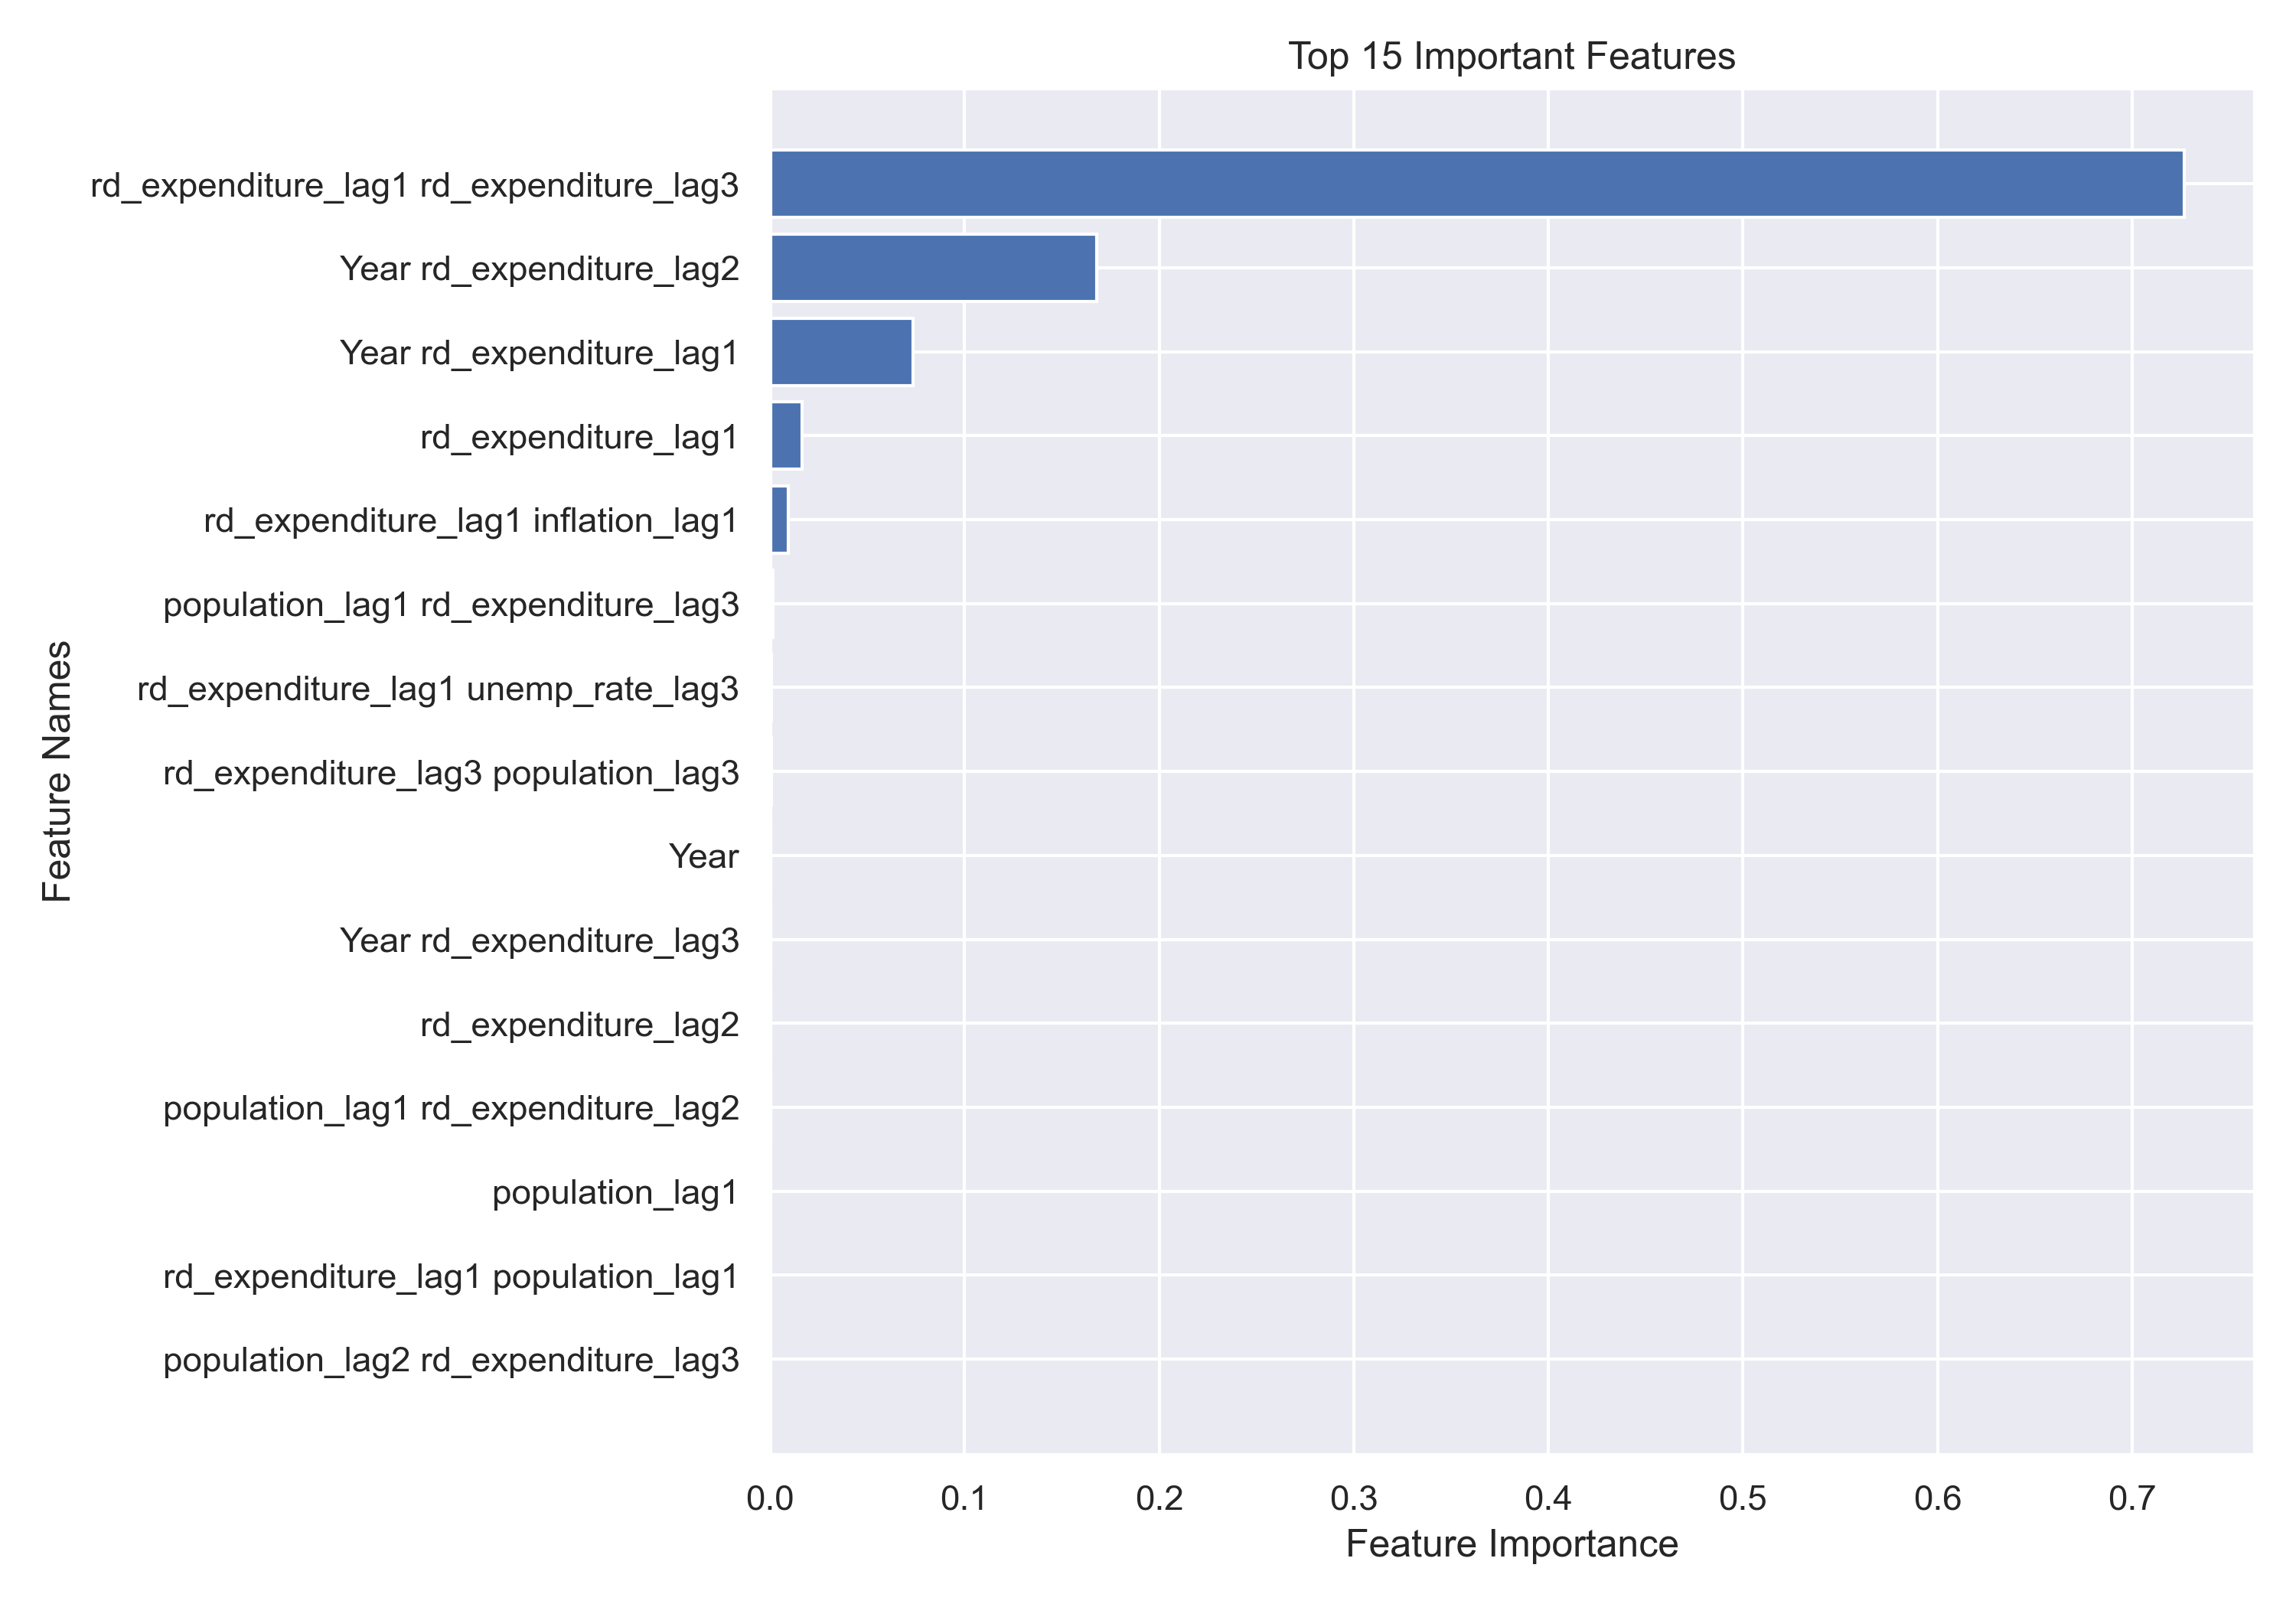 Top 15 Important Features
rd_expenditure_lag1 rd_expenditure_lag3
Year rd_expenditure_lag2
Year rd_expenditure_lag1
rd_expenditure_lag1
rd_expenditure_lag1 inflation_lag1
population_lag1 rd_expenditure_lag3
rd_expenditure_lag1 unemp_rate_lag3
rd_expenditure_lag3 population_lag3
Year
Year rd_expenditure_lag3
rd_expenditure_lag2
population_lag1 rd_expenditure_lag2
population_lag1
rd_expenditure_lag1 population_lag1
population_lag2 rd_expenditure_lag3
Feature Names
0.0 0.1 0.2 0.3 0.4 0.5 0.6 0.7
Feature Importance